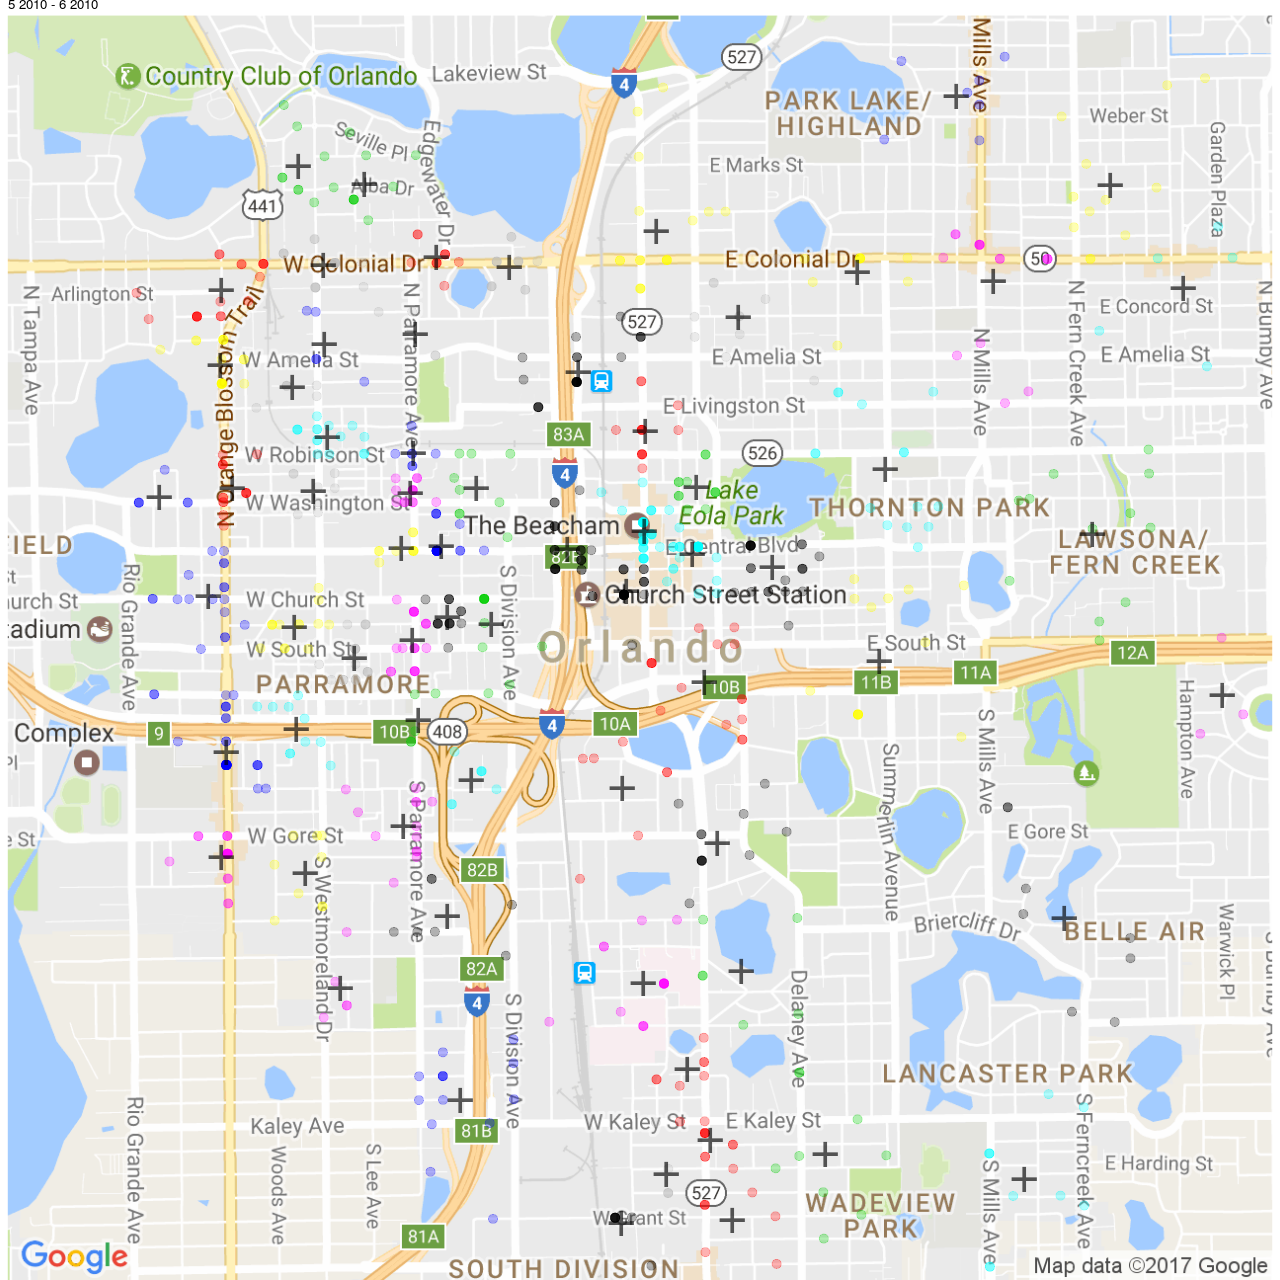 5 2010 - 6 2010
527
Mills Ave
Country Club of Orlando
Lakeview St
4
PARK LAKE/
HIGHLAND
Weber St
Seville Pl
Edgewater Dr
Garden Plaza
E Marks St
Alba Dr
441
W Colonial Dr
E Colonial Dr
50
Arlington St
N Tampa Ave
N Paramore Ave
N Fern Creek Ave
E Concord St
N Bumby Ave
527
N Orange Blossom Trail
W Amelia St
E Amelia St
N Mills Ave
E Amelia St
E Livingston St
83A
W Robinson St
526
4
W Washington St
Lake
Eola Park
THORNTON PARK
The Beacham
FIELD
E Central Blvd
LAWSONA/
FERN CREEK
Rio Grande Ave
S Division Ave
W Church St
Church Street Station
tadium
W South St
Orlando
E South St
12A
PARRAMORE
10B
11B
11A
Hampton Ave
Complex
9
10B
408
4
10A
S Mills Ave
Summerlin Avenue
S Parramore Ave
W Gore St
E Gore St
e St
S Westmoreland Dr
82B
Briercliff Dr
BELLE AIR
Warwick Pl
S Bumby Ave
82A
4
S Division Ave
Delaney Ave
LANCASTER PARK
Rio Grande Ave
Kaley Ave
81B
W Kaley St
E Kaley St
S Ferncreek Ave
Woods Ave
S Lee Ave
S Mills Ave
E Harding St
527
WADEVIEW
PARK
W Grant St
81A
Google
SOUTH DIVISION
Map data ©2017 Google